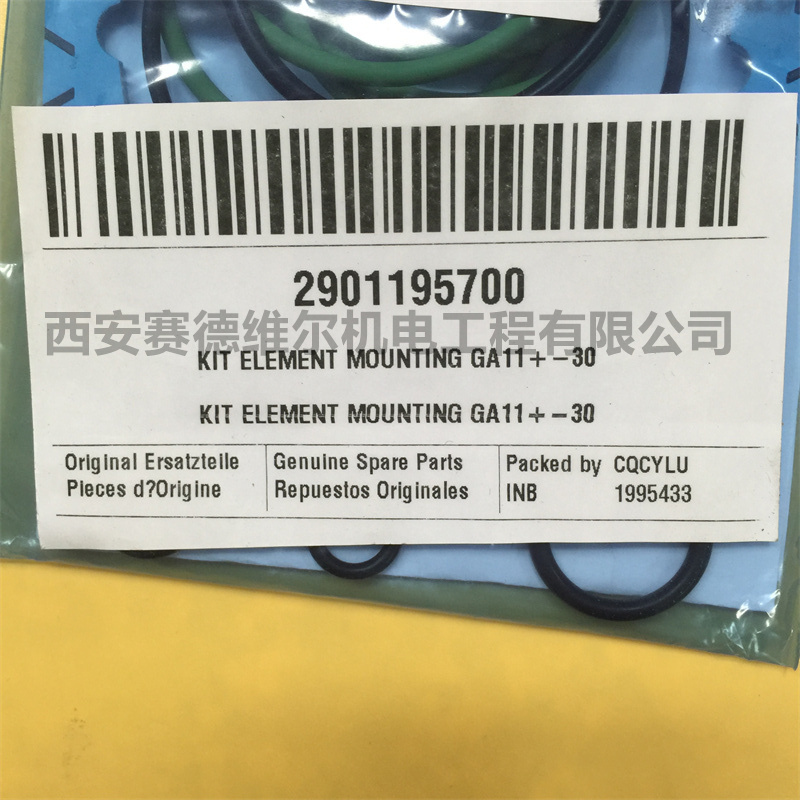 2901195700
西安赛德维尔机电工程有限公司
KIT ELEMENT MOUNTING GA11+-30
KIT ELEMENT MOUNTING GA11+-30
Original Ersatzteile
Pieces d?Origine
Genuine Spare Parts
Repuestos Originales
Packed by CQCYLU
INB 1995433